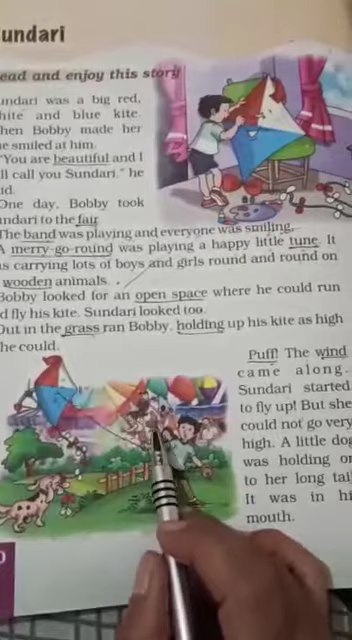 undari
ead and enjoy this story
ndari was a big red,
hite and blue kite.
hen Bobby made her
e smiled at him.
"You are beautiful and I
ll call you Sundari." he
id.
One day, Bobby took
ndari to the fair.
The band was playing and everyone was smiling.
A merry-go-round was playing a happy little tune. It
as carrying lots of boys and girls round and round on
wooden animals.
Bobby looked for an open space where he could run
d fly his kite. Sundari looked too.
Out in the grass ran Bobby, holding up his kite as high
he could.
Puff! The wind
came along.
Sundari started
to fly up! But she
could not go very
high. A little dog
was holding on
to her long tail
It was in hi
mouth.
0